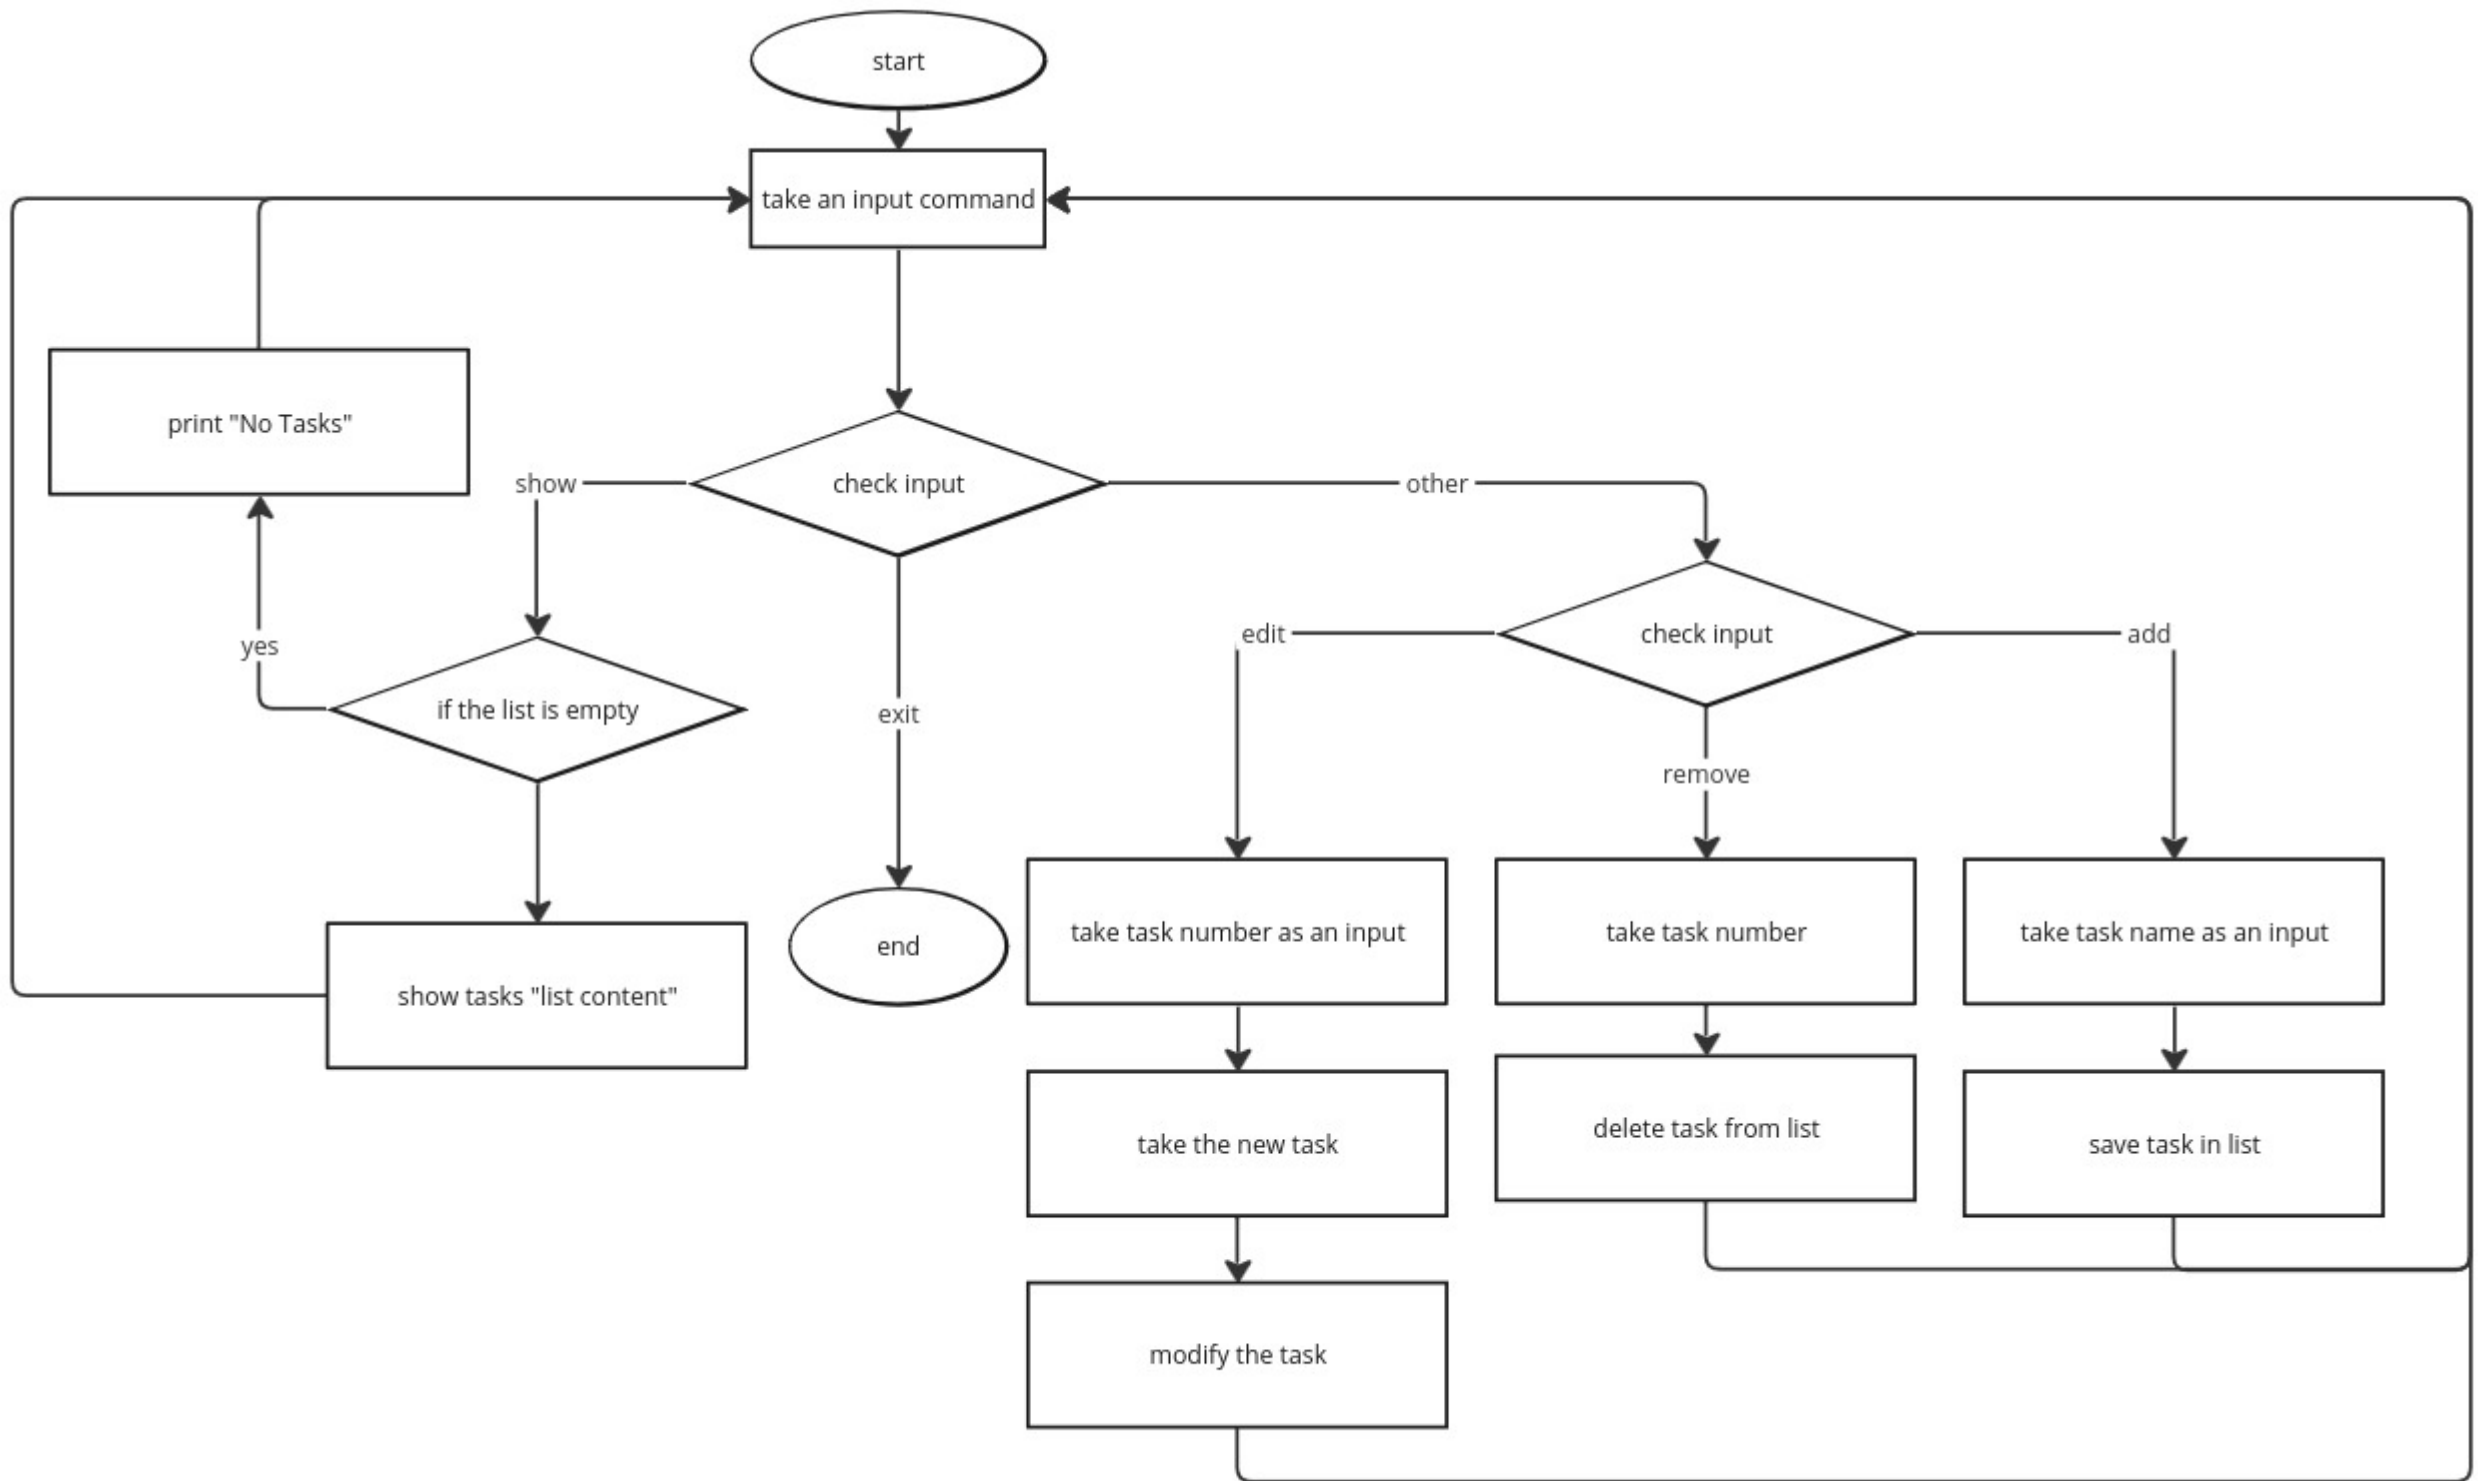 start
take an input command
print "No Tasks"
show
check input
other
edit
check input
add
yes
if the list is empty
exit
remove
take task number as an input
take task number
take task name as an input
end
show tasks "list content"
take the new task
delete task from list
save task in list
modify the task